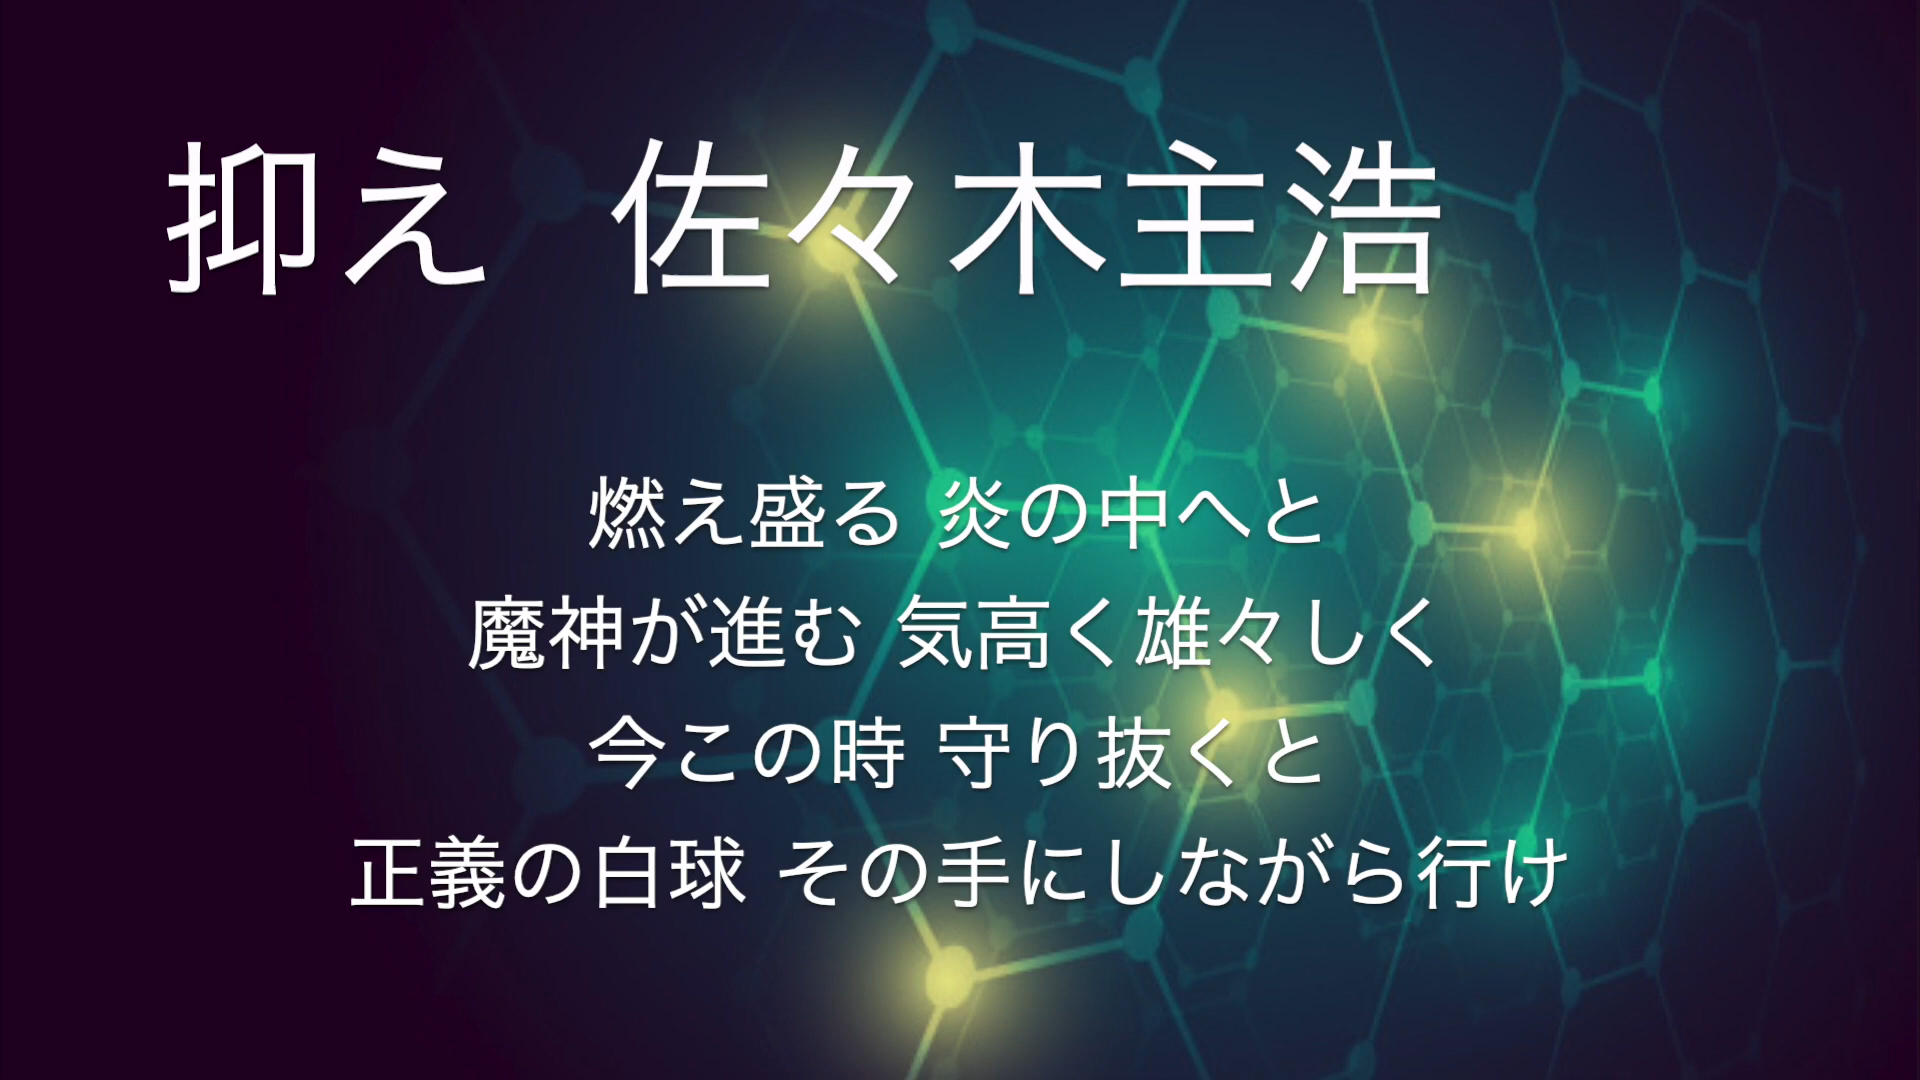 抑え 佐々木主浩
燃え盛る 炎の中へと
魔神が進む 気高く雄々しく
今この時 守り抜くと
正義の白球 その手にしながら行け